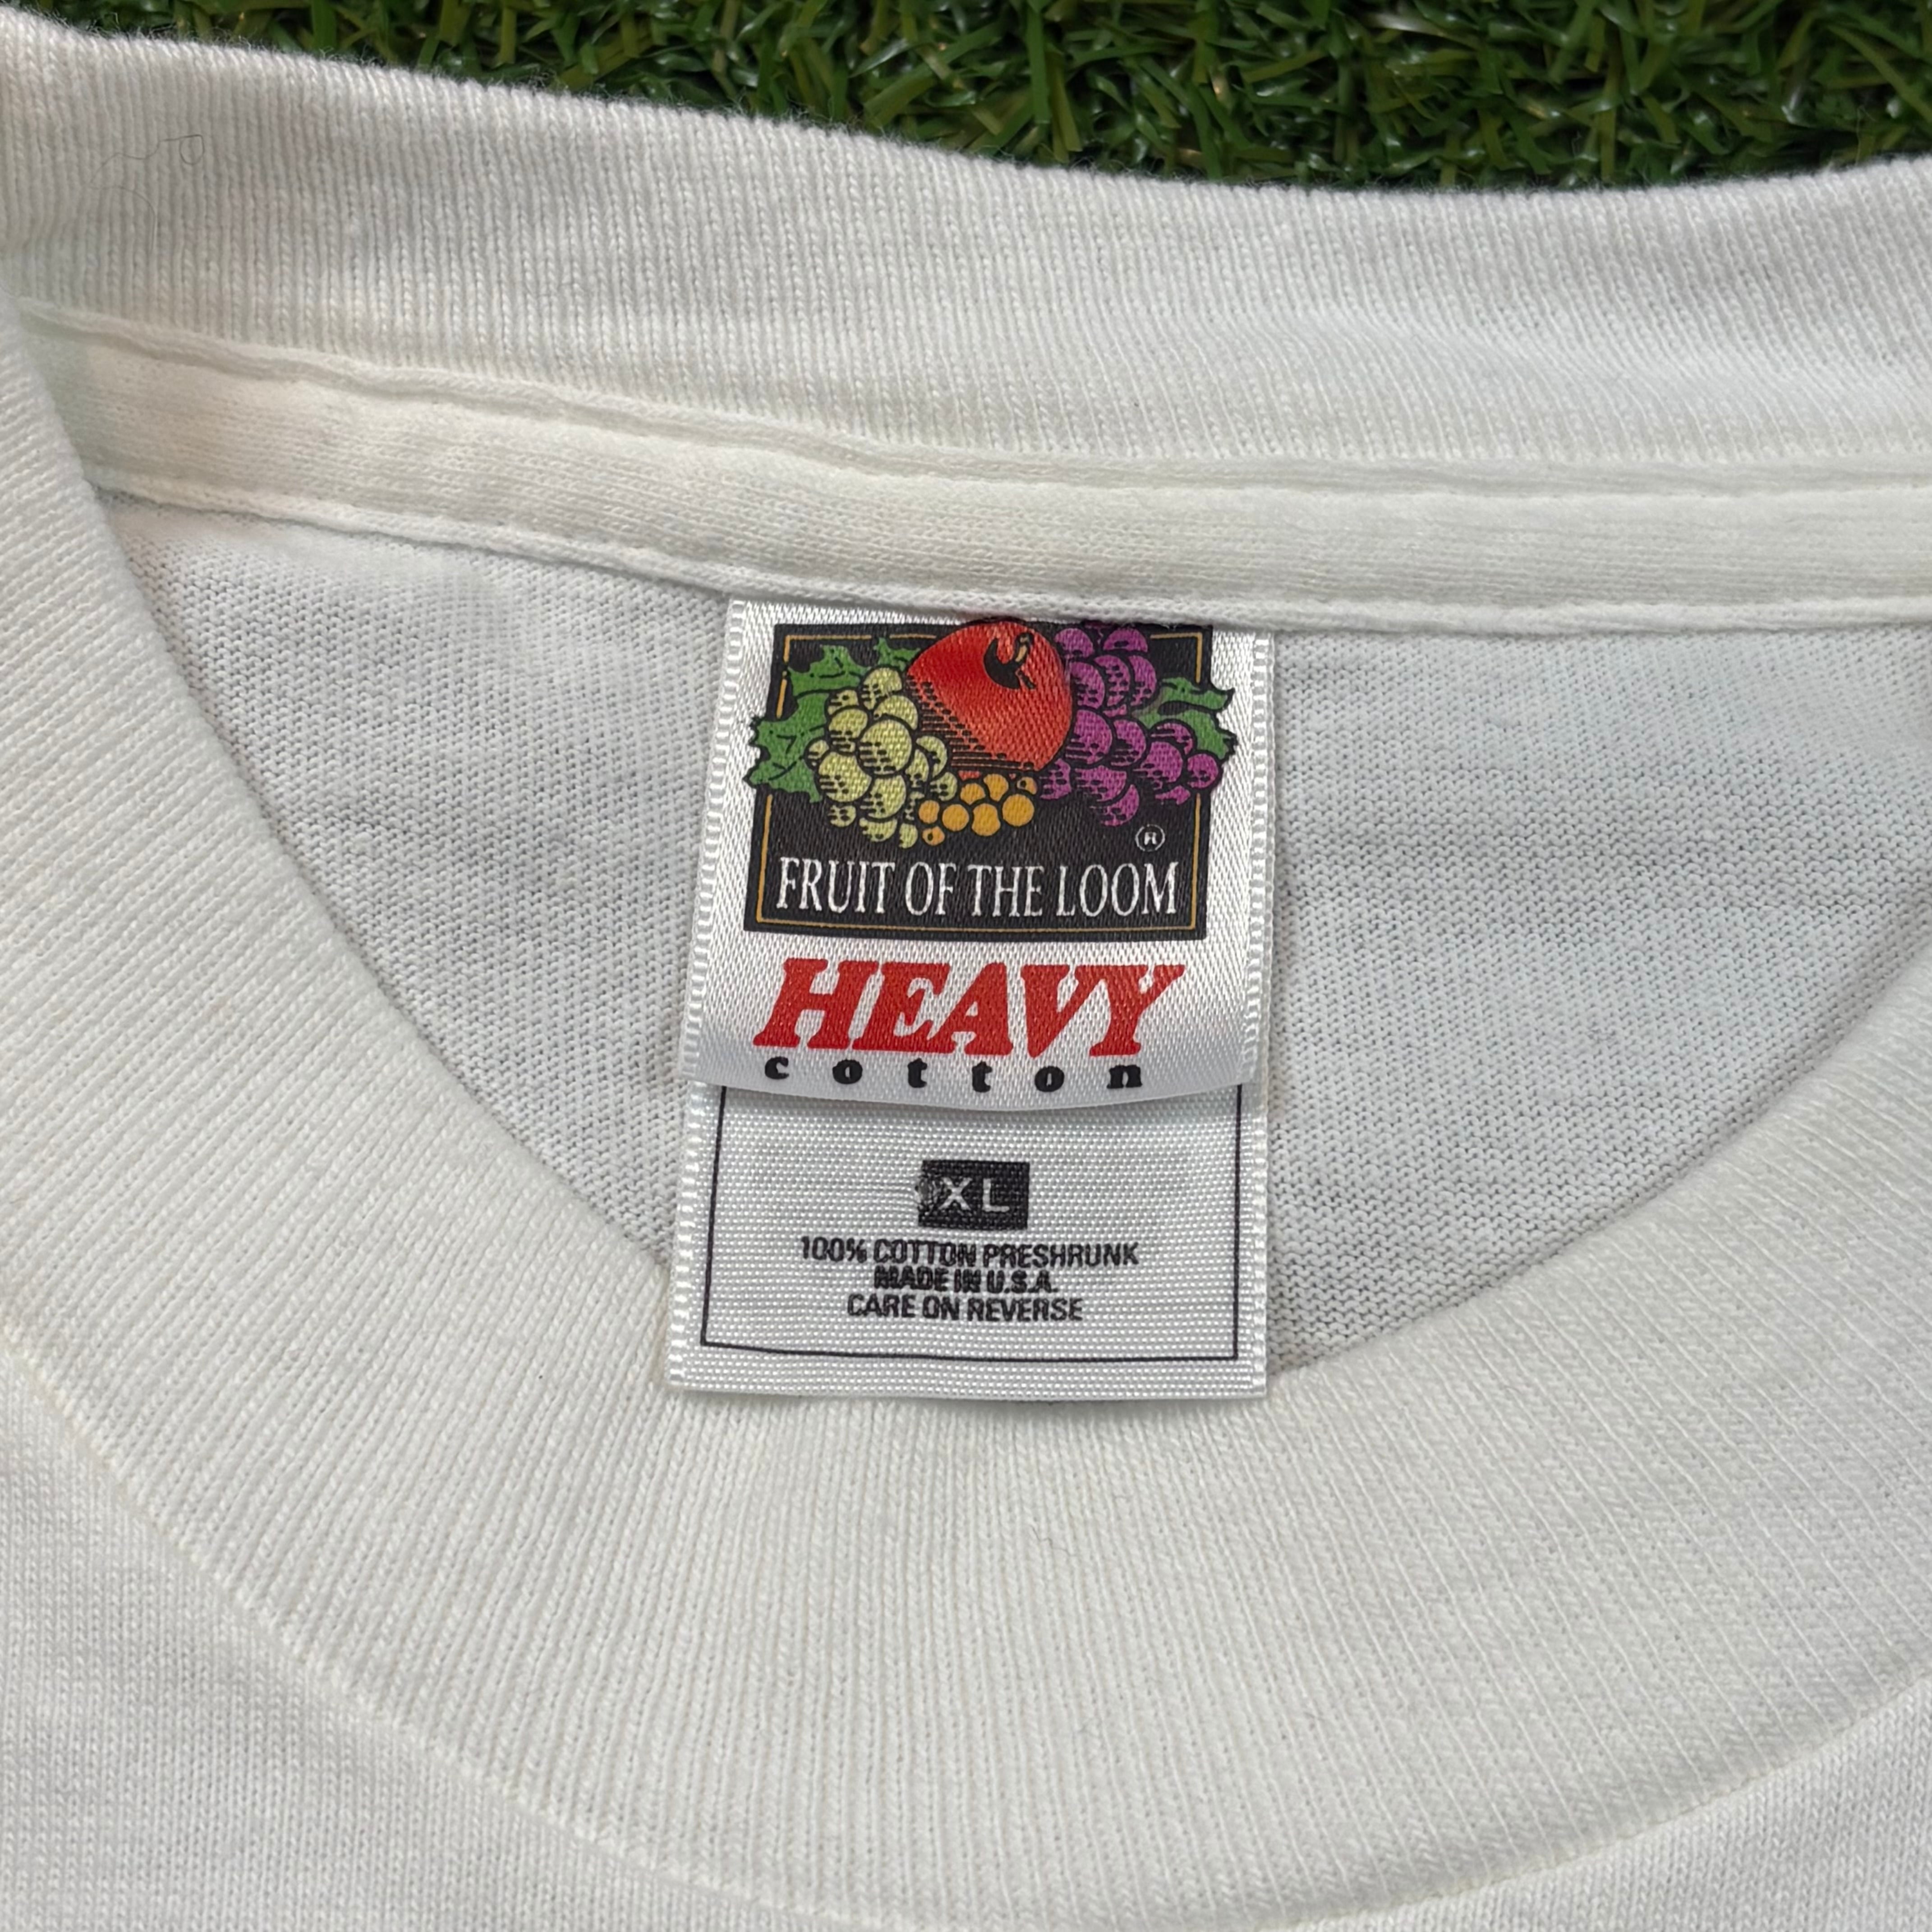 ®
FRUIT OF THE LOOM
HEAVY
cotton
XL
100% COTTON PRESHRUNK
MADE IN U.S.A.
CARE ON REVERSE